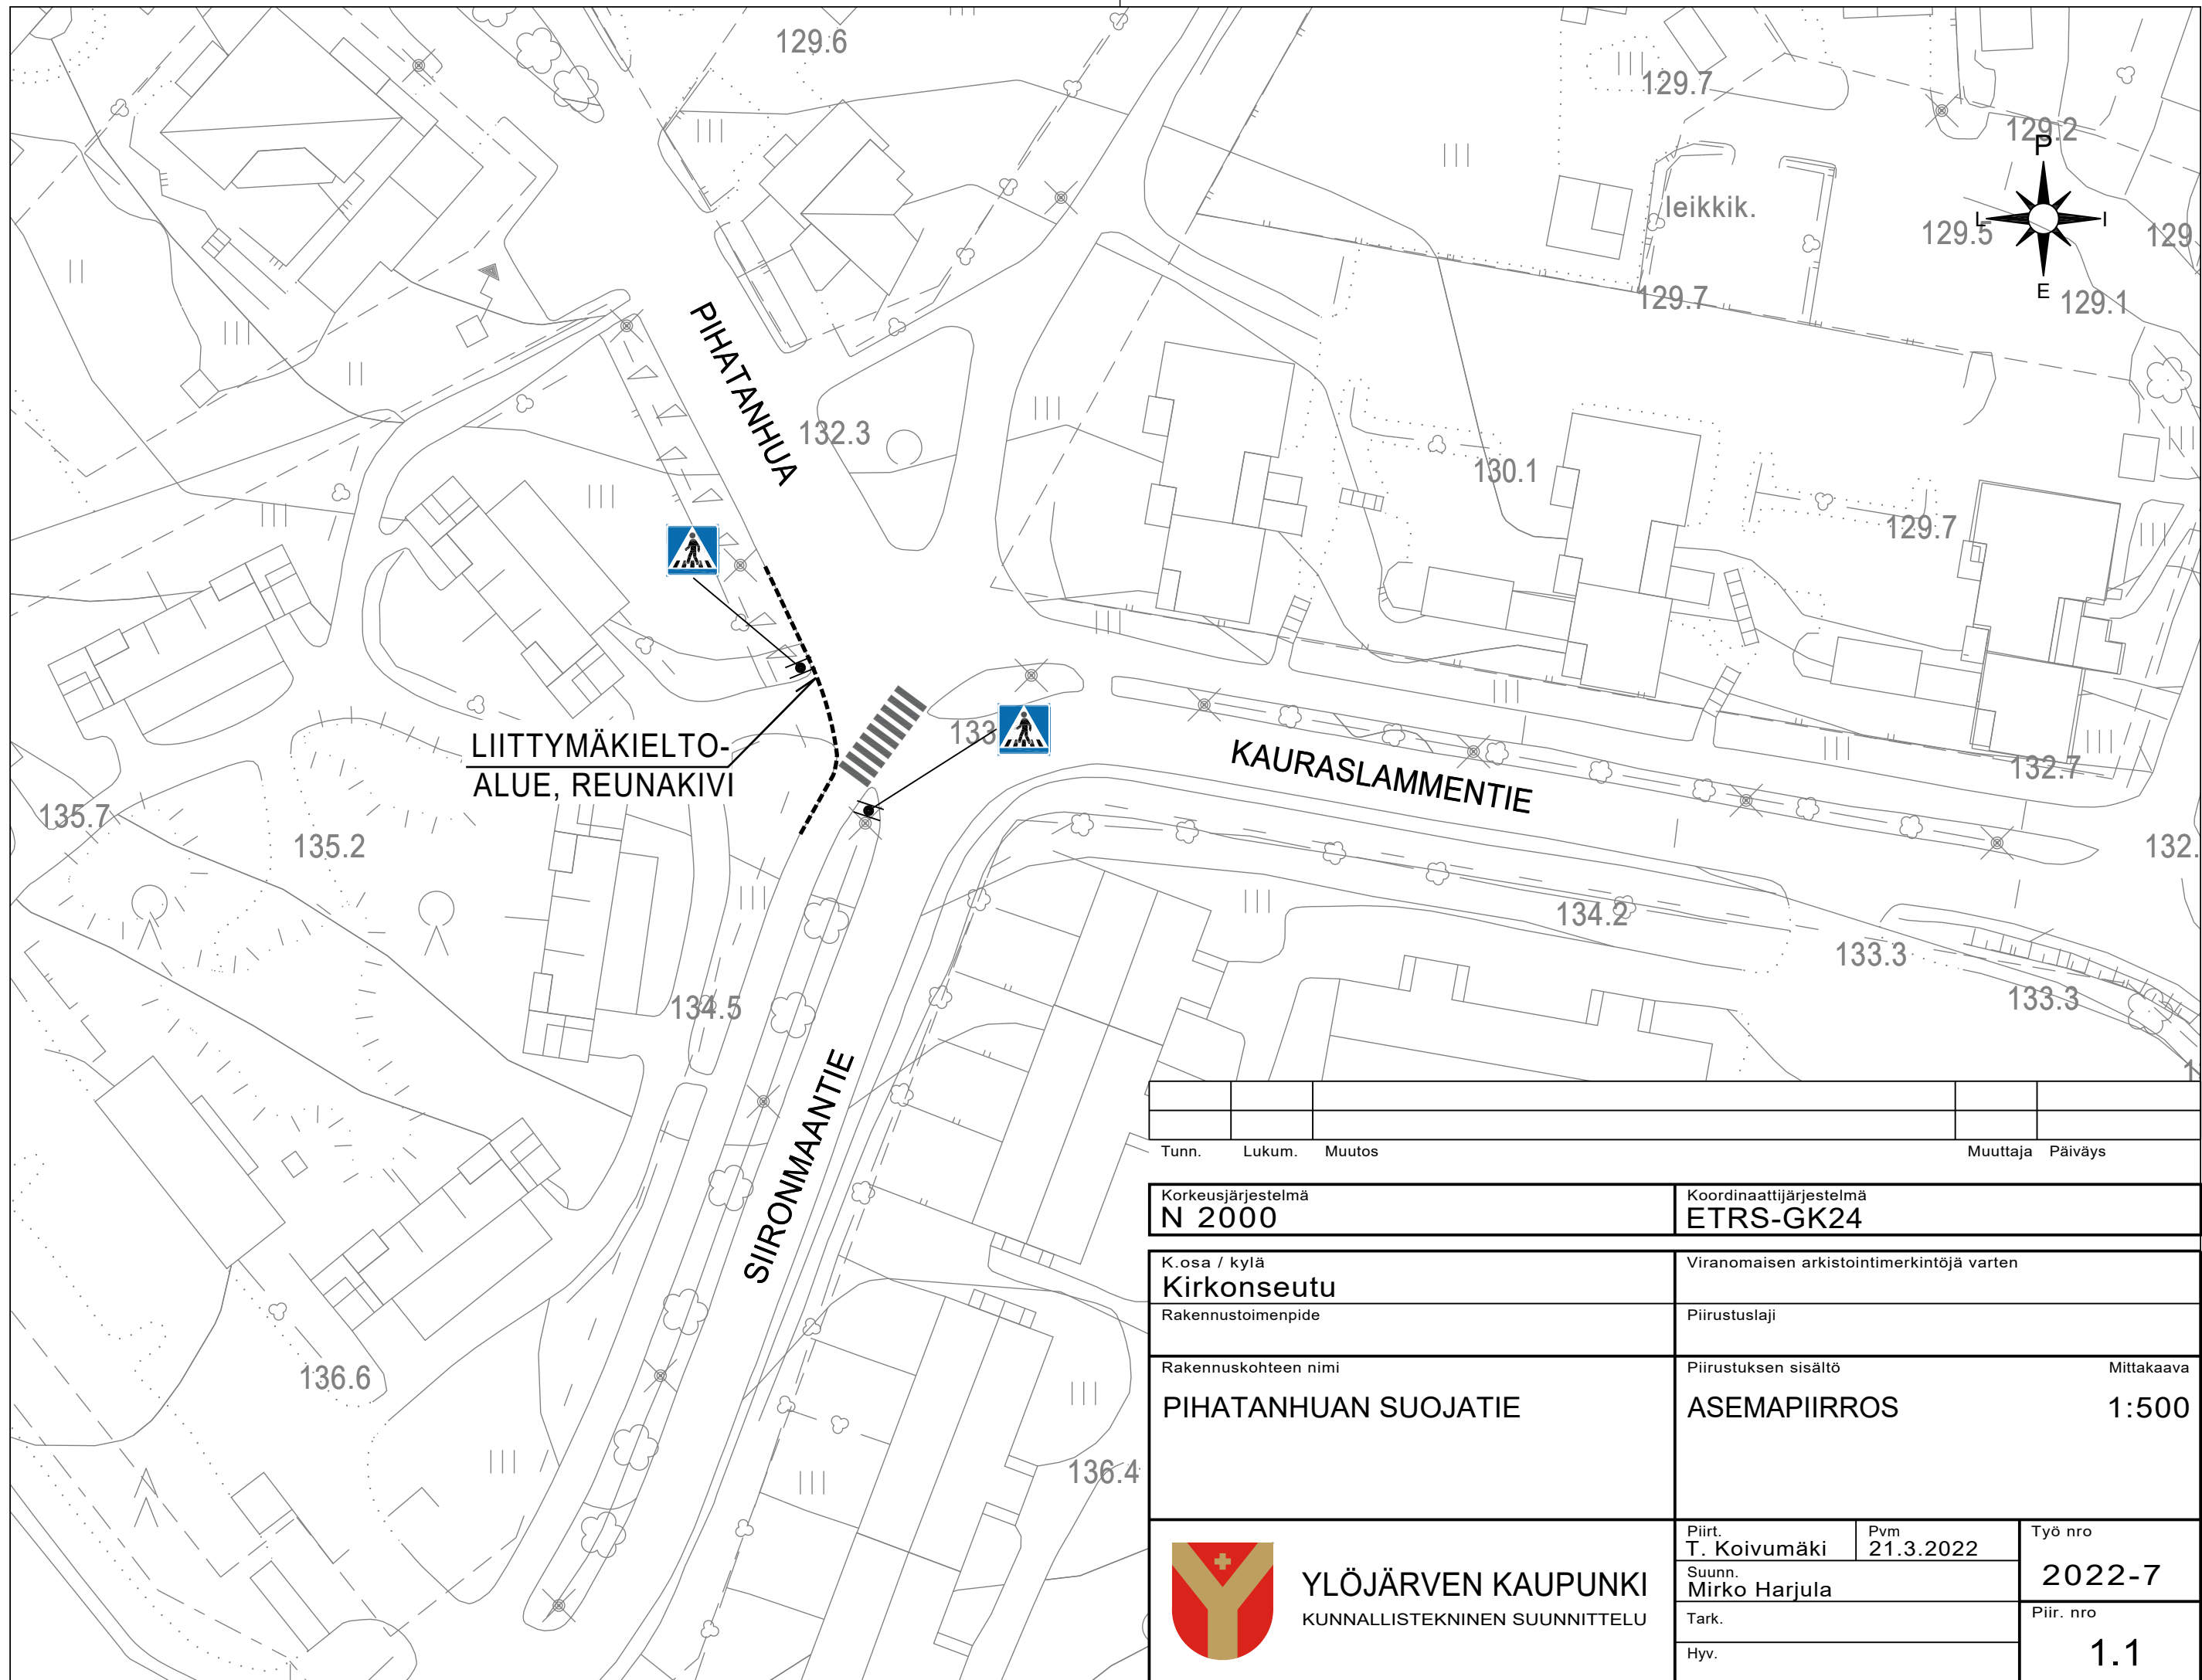 129.6
129.7
129.2
P
leikkik.
L
I
129.5
129
E
129.7
129.1
PIHATANHUA
132.3
130.1
129.7
133
LIITTYMÄKIELTO-
ALUE, REUNAKIVI
KAURASLAMMENTIE
132.7
135.7
135.2
132.
134.2
133.3
133.3
134.5
1
SIIRONMAANTIE
136.6
136.4
Tunn. Lukum. Muutos Muuttaja Päiväys
Korkeusjärjestelmä
N 2000
Koordinaattijärjestelmä
ETRS-GK24
K.osa / kylä
Kirkonseutu
Viranomaisen arkistointimerkintöjä varten
Rakennustoimenpide
Piirustuslaji
Rakennuskohteen nimi
PIHATANHUAN SUOJATIE
Piirustuksen sisältö
ASEMAPIIRROS
Mittakaava
1:500
YLÖJÄRVEN KAUPUNKI
KUNNALLISTEKNINEN SUUNNITTELU
Piirt.
T. Koivumäki
Pvm
21.3.2022
Suunn.
Mirko Harjula
Tark.
Hyv.
Työ nro
2022-7
Piir. nro
1.1